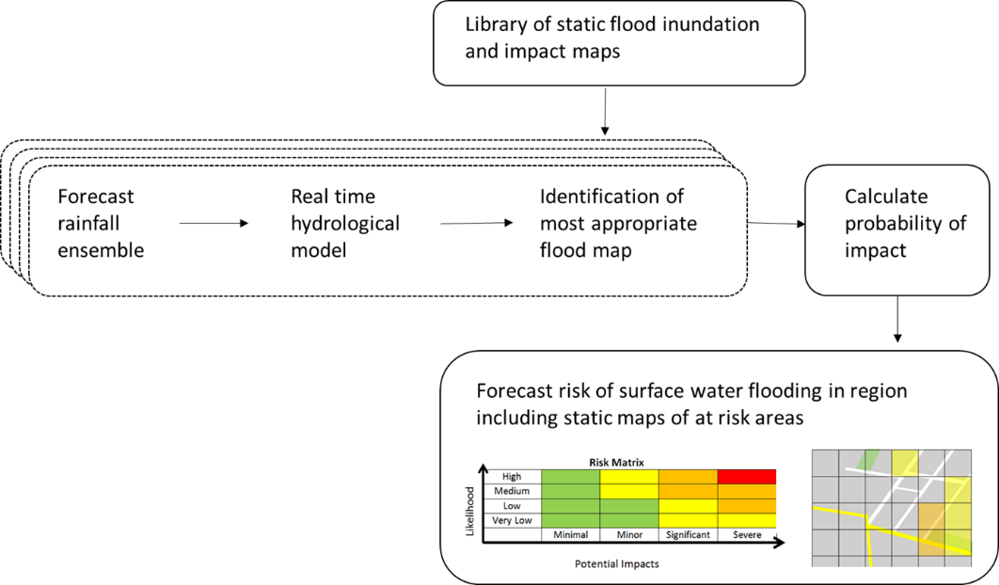 Library of static flood inundation
and impact maps
Forecast
rainfall
ensemble
Real time
hydrological
model
Identification of
most appropriate
flood map
Calculate
probability of
impact
Forecast risk of surface water flooding in region
including static maps of at risk areas
Risk Matrix
Likelihood
High
Medium
Low
Very Low
Minimal Minor Significant Severe
Potential Impacts